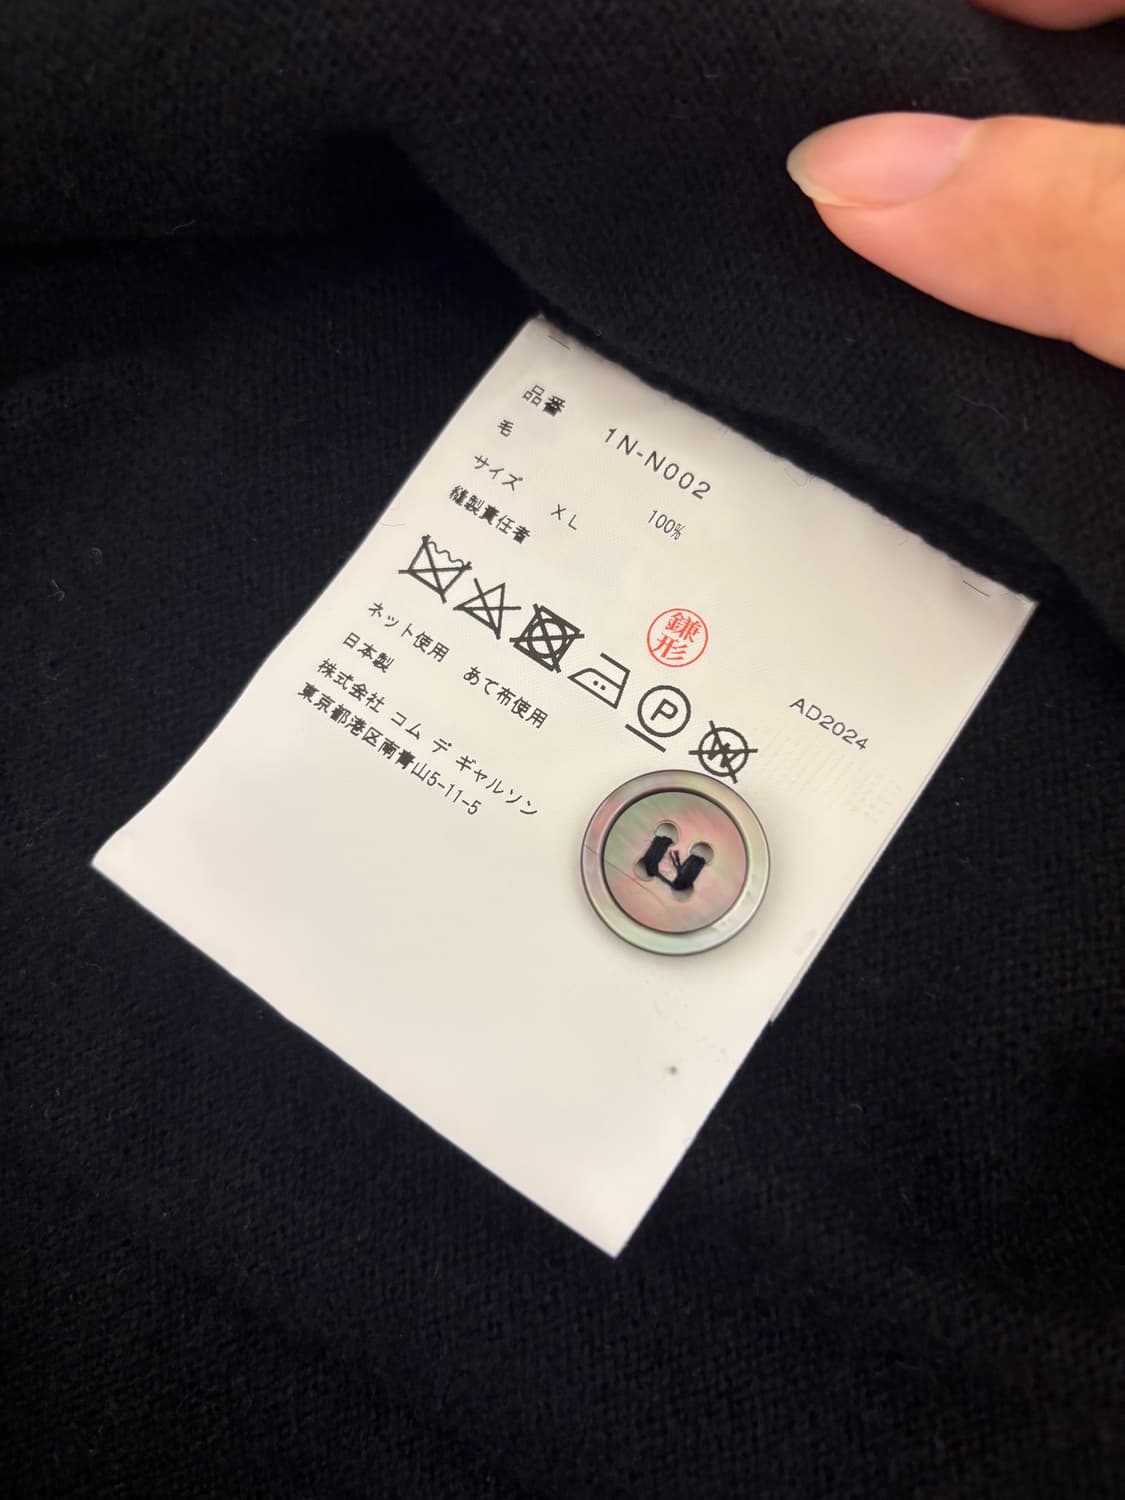 品番 1N-N002
毛 100%
サイズ XL
縫製責任者 鎌形
AD2024
P
W
ネット使用 あて布使用
日本製
株式会社 コム デ ギャルソン
東京都港区南青山5-11-5